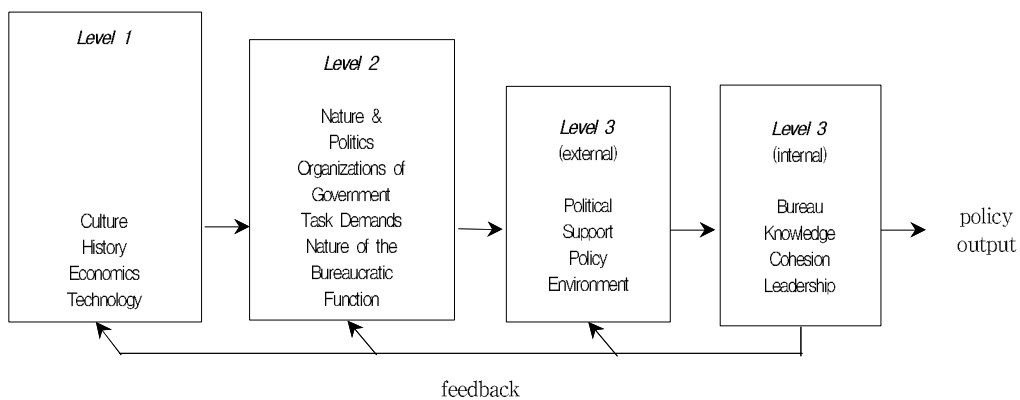 Level 1
Culture
History
Economics
Technology
Level 2
Nature &
Politics
Organizations of
Government
Task Demands
Nature of the
Bureaucratic
Function
Level 3
(external)
Political
Support
Policy
Environment
Level 3
(internal)
Bureau
Knowledge
Cohesion
Leadership
policy
output
feedback